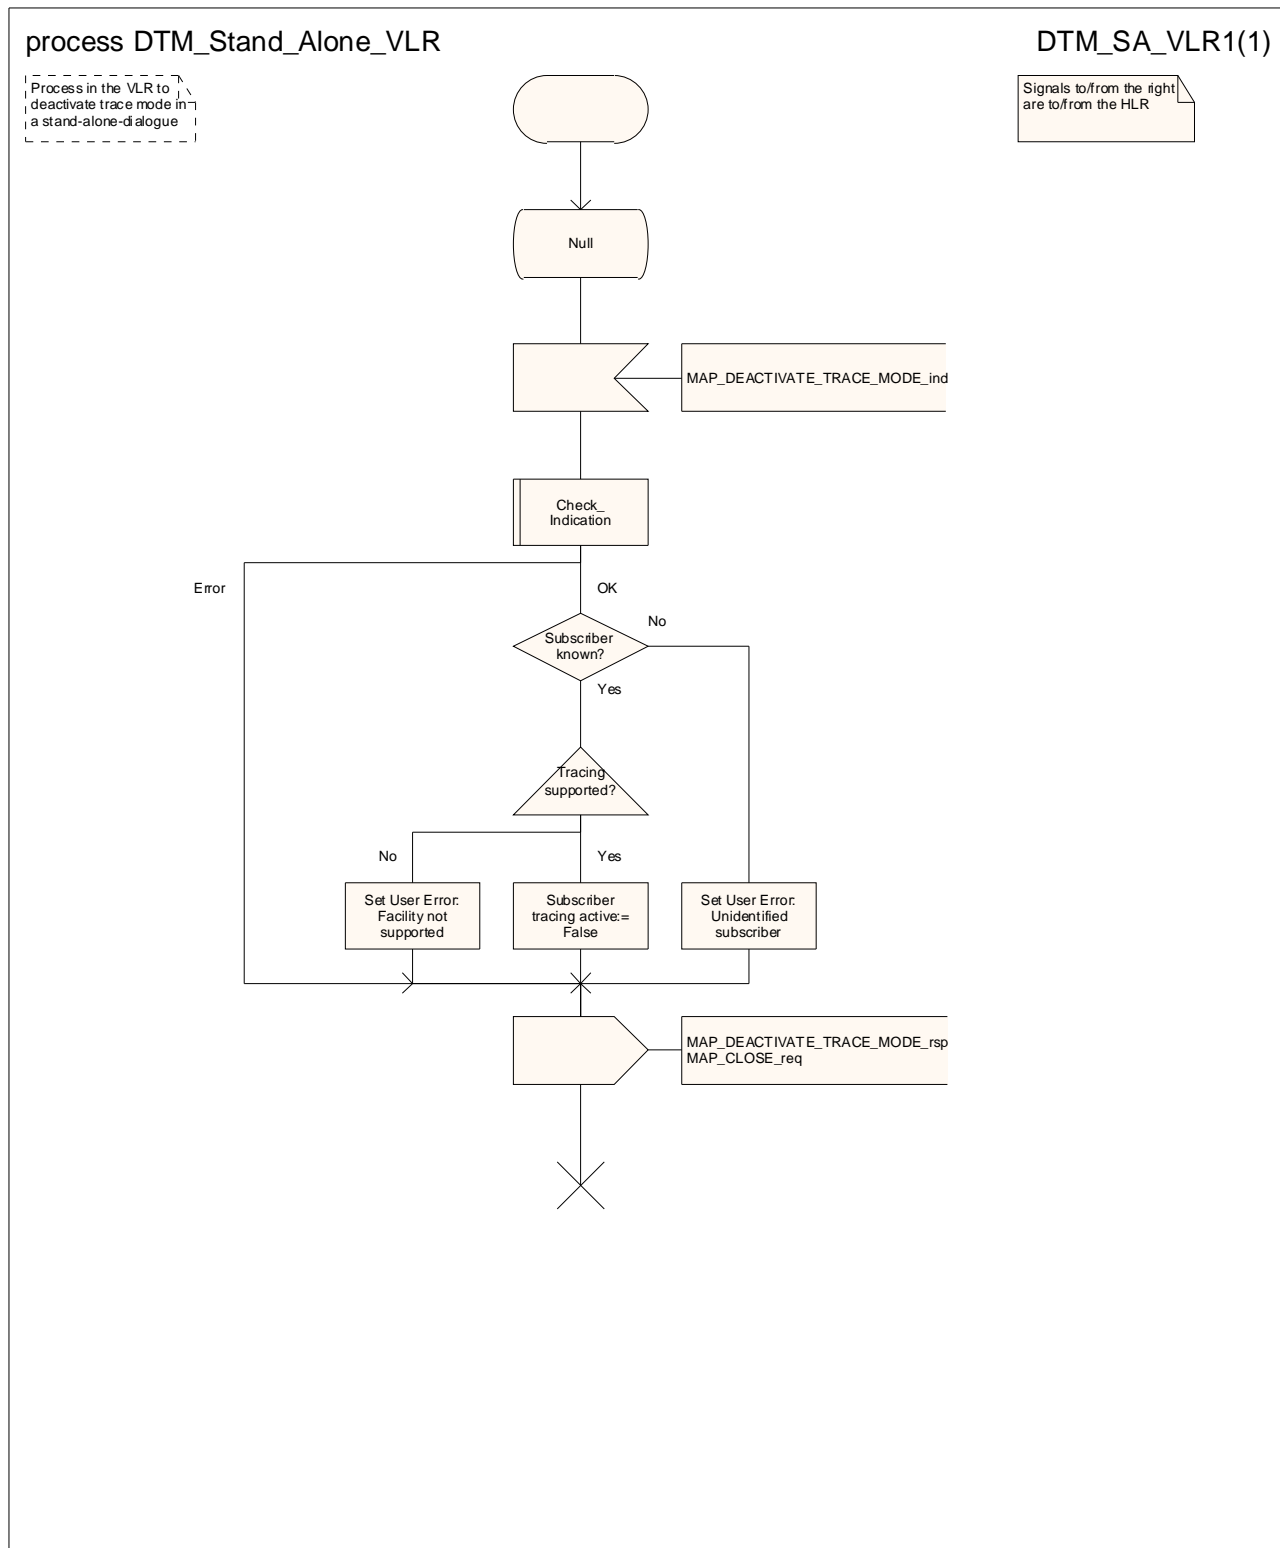 process DTM_Stand_Alone_VLR
DTM_SA_VLR1(1)
Process in the VLR to
deactivate trace mode in
a stand-alone-dialogue
Signals to/from the right
are to/from the HLR
Null
MAP_DEACTIVATE_TRACE_MODE_ind
Check_
Indication
Error
OK
Subscriber
known?
No
Yes
Tracing
supported?
No
Yes
Set User Error:
Facility not
supported
Subscriber
tracing active:=
False
Set User Error:
Unidentified
subscriber
MAP_DEACTIVATE_TRACE_MODE_rsp
MAP_CLOSE_req